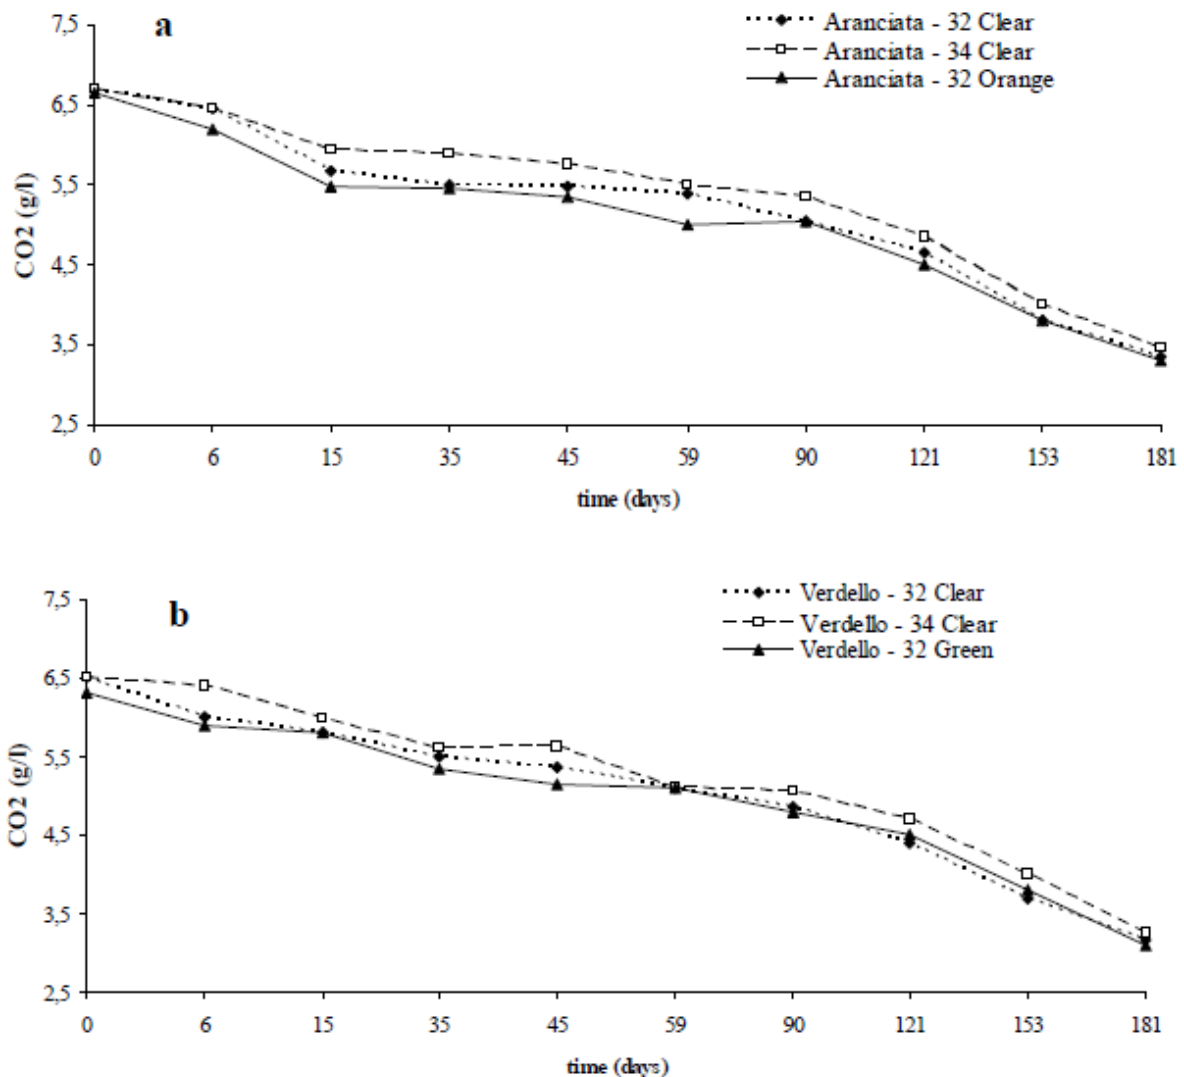 a
Aranciata - 32 Clear
Aranciata - 34 Clear
Aranciata - 32 Orange
7,5
6,5
5,5
4,5
3,5
2,5
CO2 (g/l)
0 6 15 35 45 59 90 121 153 181
time (days)
b
Verdello - 32 Clear
Verdello - 34 Clear
Verdello - 32 Green
7,5
6,5
5,5
4,5
3,5
2,5
CO2 (g/l)
0 6 15 35 45 59 90 121 153 181
time (days)